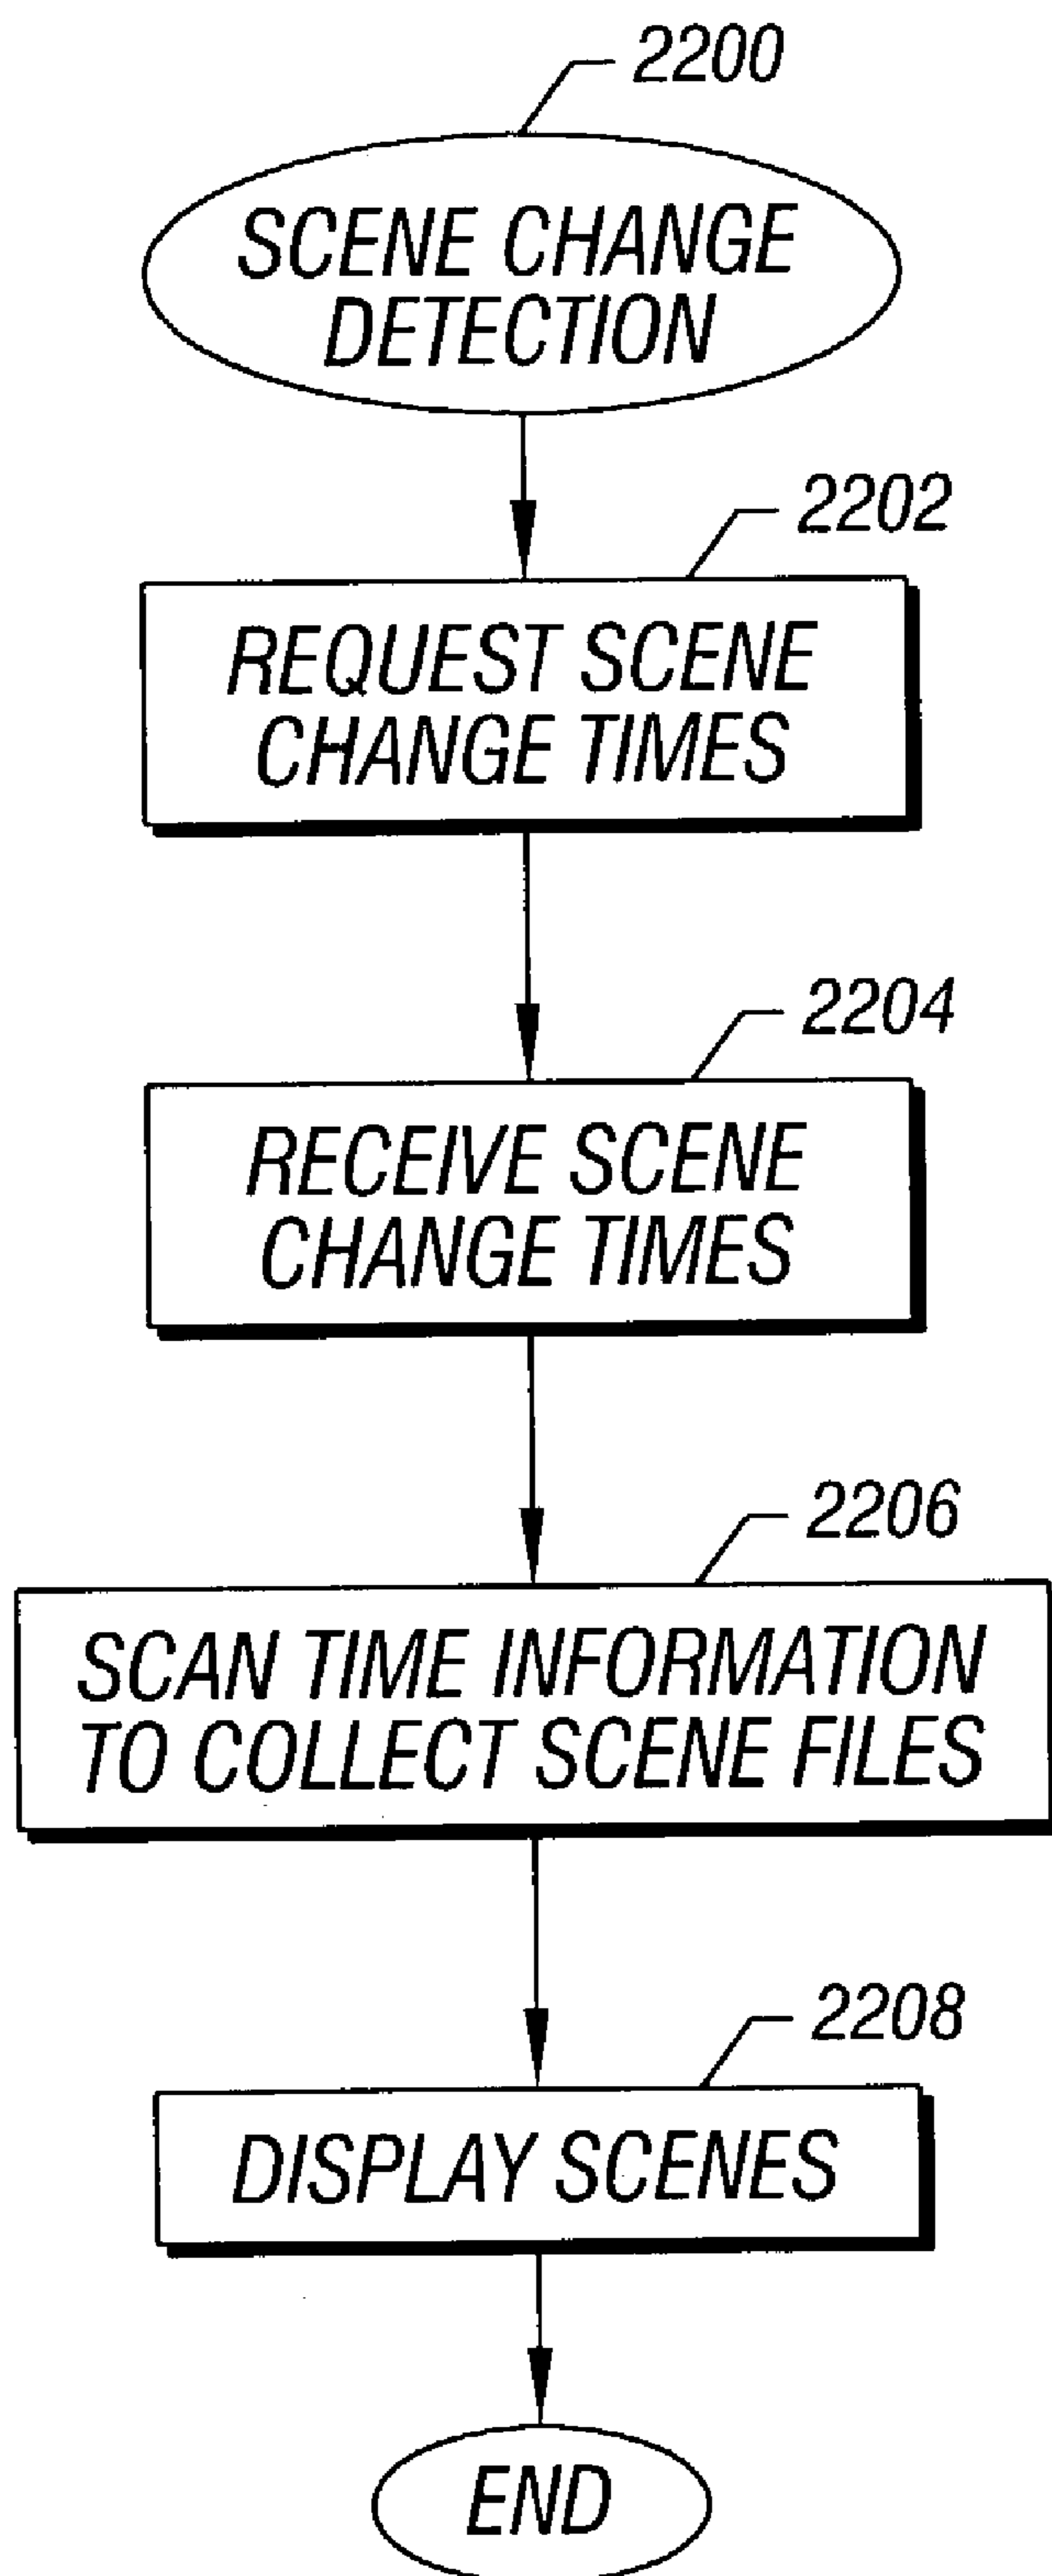 2200
SCENE CHANGE
DETECTION
2202
REQUEST SCENE
CHANGE TIMES
2204
RECEIVE SCENE
CHANGE TIMES
2206
SCAN TIME INFORMATION
TO COLLECT SCENE FILES
2208
DISPLAY SCENES
END